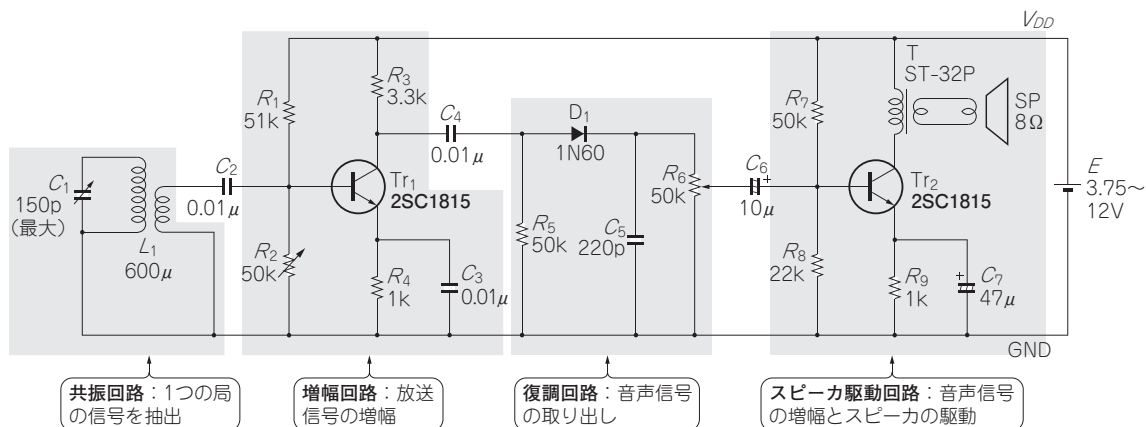 V_DD
T
ST-32P
R3
3.3k
R1
51k
C4
0.01μ
D1
1N60
R7
50k
SP
8Ω
C1
150p
(最大)
C2
0.01μ
Tr1
2SC1815
R6
50k
C6
+
10μ
Tr2
2SC1815
E
3.75～
12V
L1
600μ
R2
50k
R4
1k
C3
0.01μ
R5
50k
C5
220p
R8
22k
R9
1k
+
C7
47μ
GND
共振回路：1つの局
の信号を抽出
増幅回路：放送
信号の増幅
復調回路：音声信号
の取り出し
スピーカ駆動回路：音声信号
の増幅とスピーカの駆動